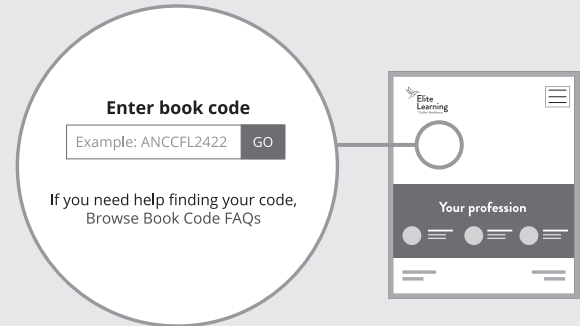 Enter book code
Example: ANCCFL2422 GO
If you need help finding your code,
Browse Book Code FAQs
Elite
Learning
Your profession